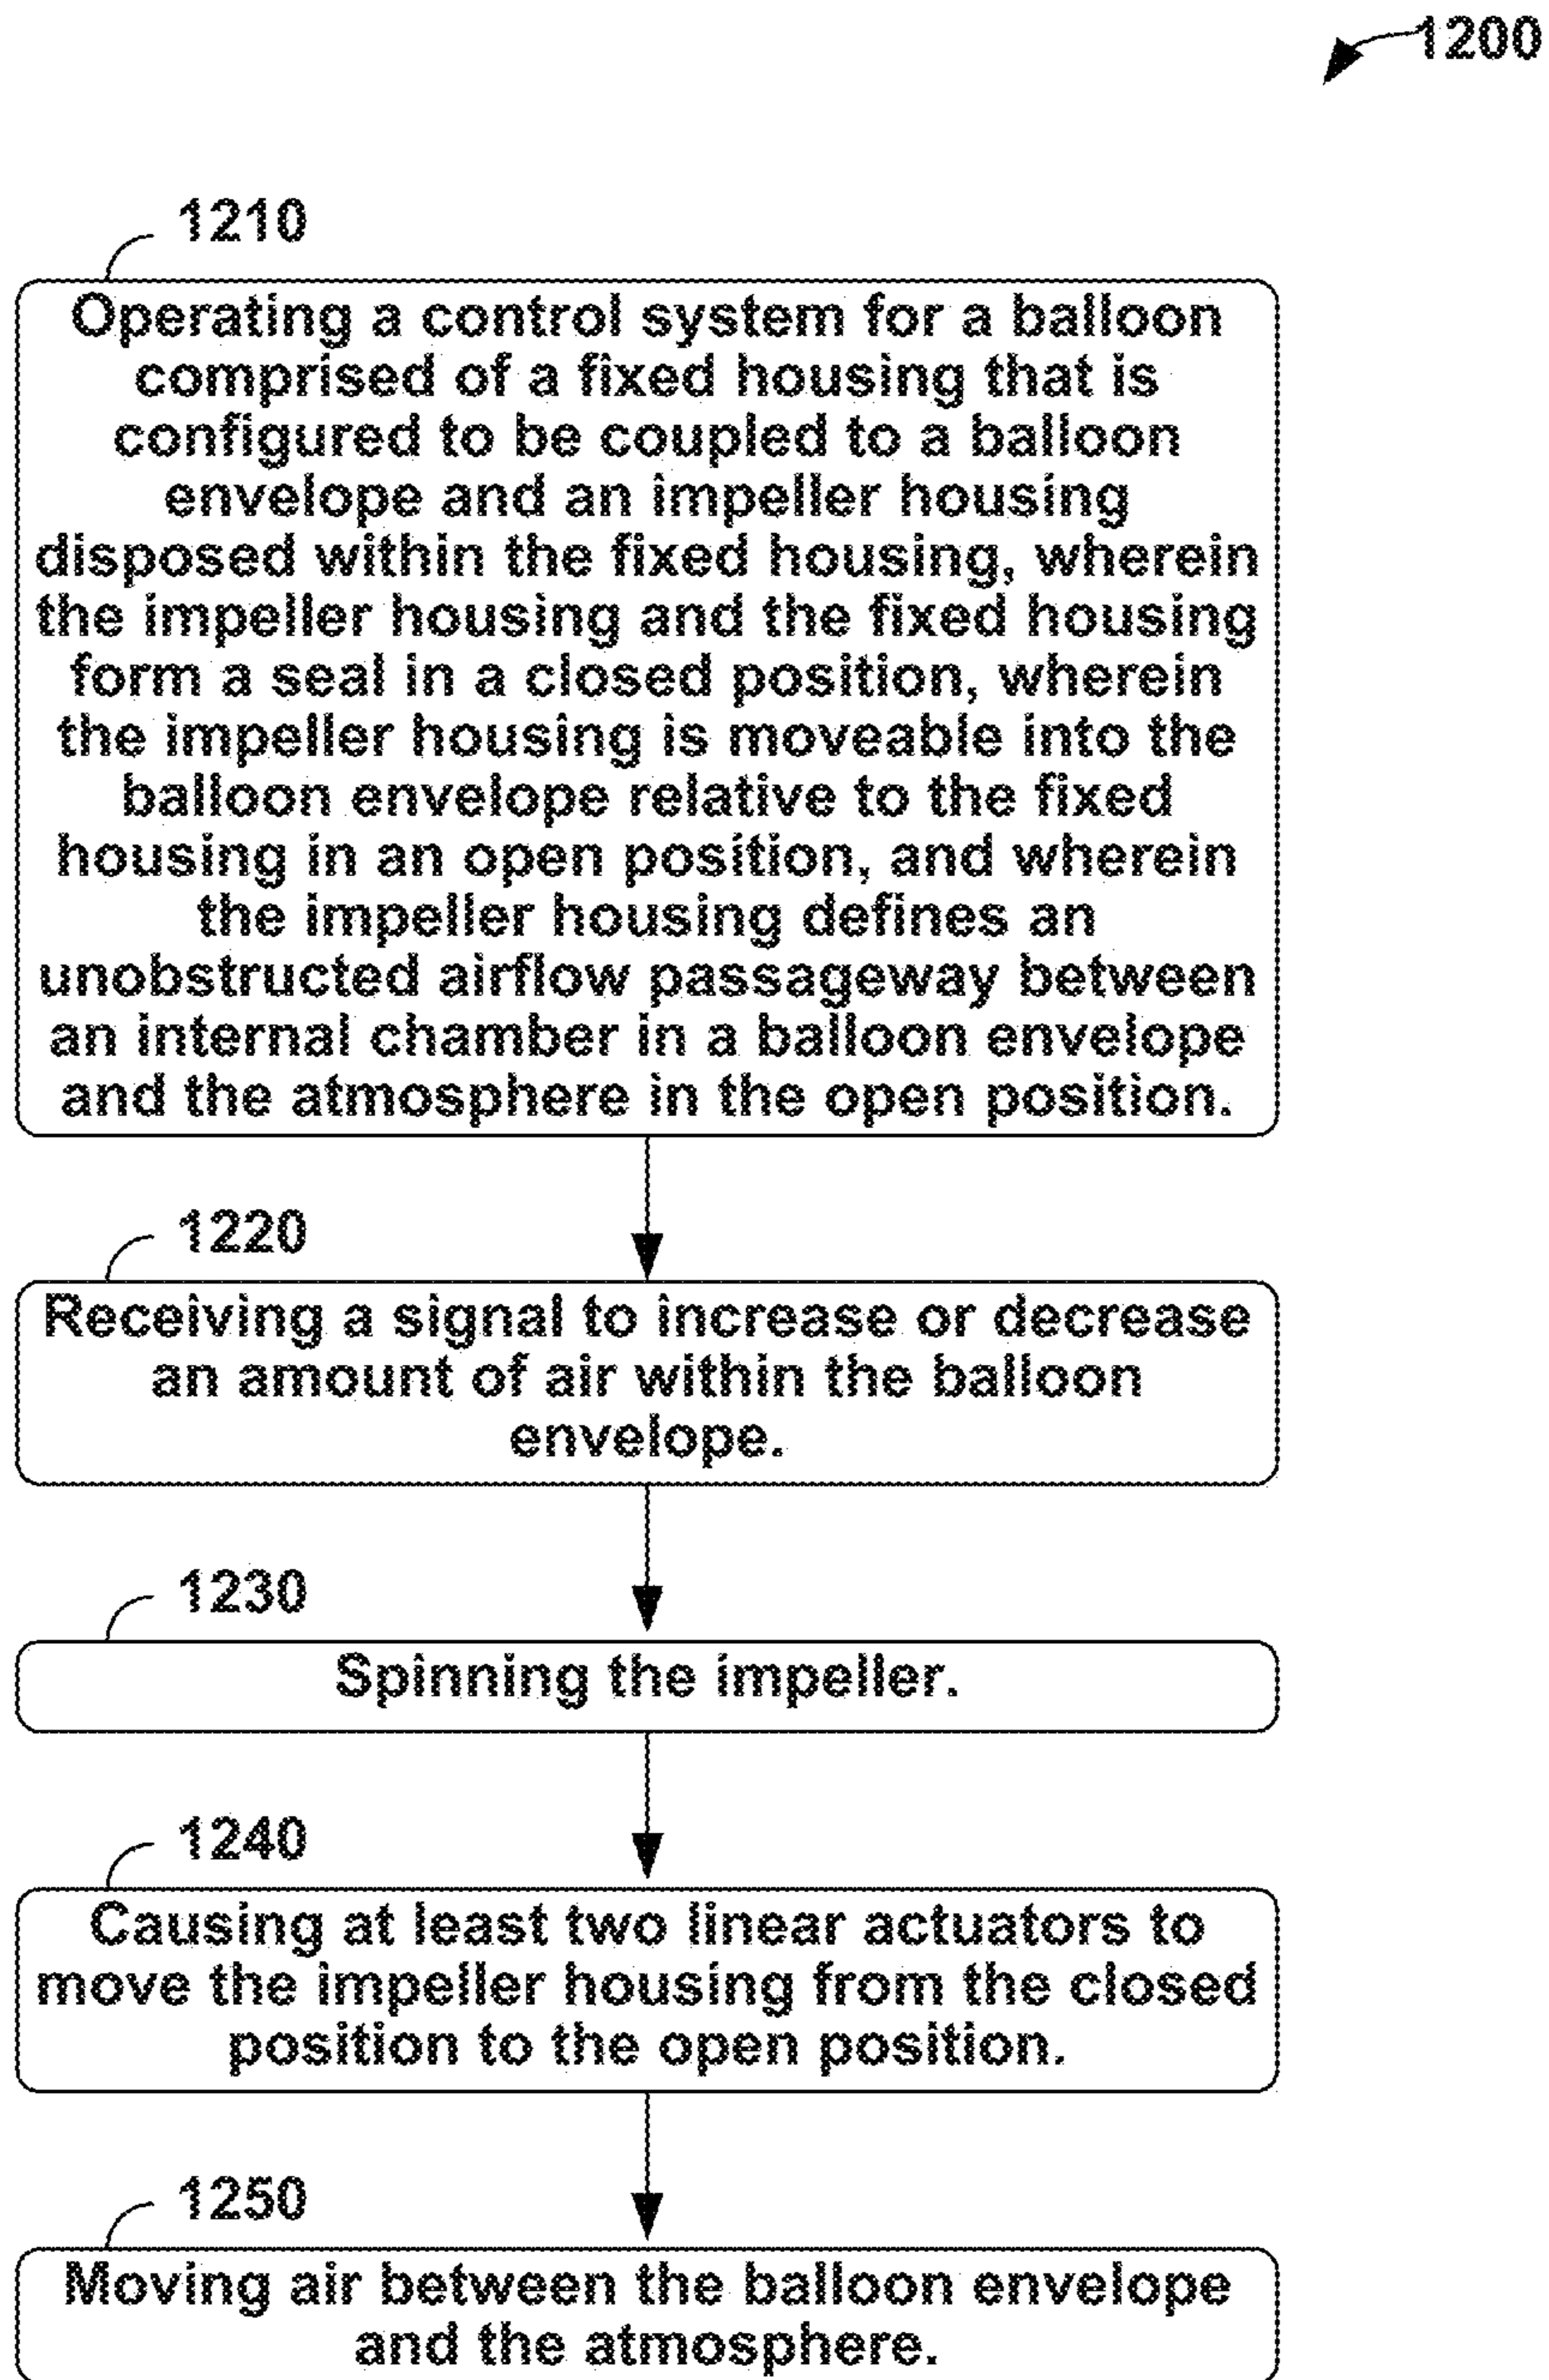 1200
1210
Operating a control system for a balloon
comprised of a fixed housing that is
configured to be coupled to a balloon
envelope and an impeller housing
disposed within the fixed housing, wherein
the impeller housing and the fixed housing
form a seal in a closed position, wherein
the impeller housing is moveable into the
balloon envelope relative to the fixed
housing in an open position, and wherein
the impeller housing defines an
unobstructed airflow passageway between
an internal chamber in a balloon envelope
and the atmosphere in the open position.
1220
Receiving a signal to increase or decrease
an amount of air within the balloon
envelope.
1230
Spinning the impeller.
1240
Causing at least two linear actuators to
move the impeller housing from the closed
position to the open position.
1250
Moving air between the balloon envelope
and the atmosphere.